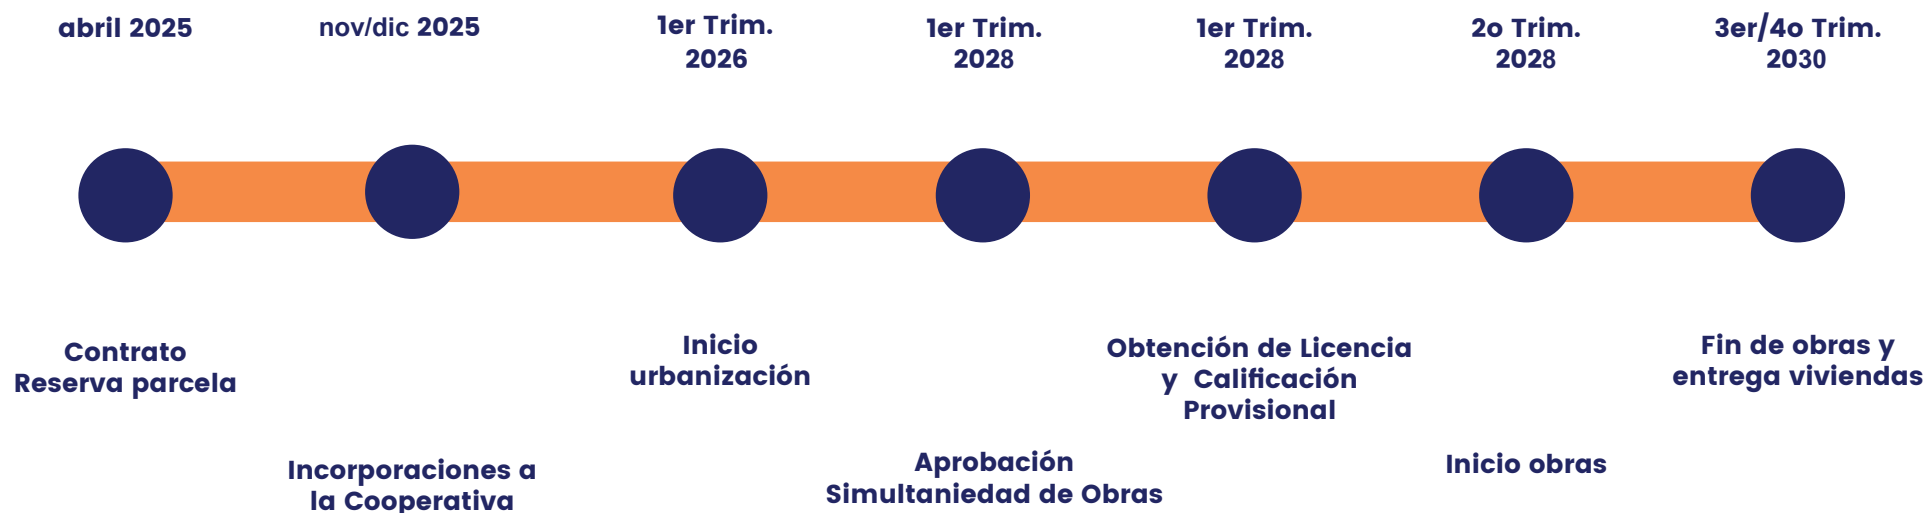 abril 2025
nov/dic 2025
1er Trim.
2026
1er Trim.
2028
1er Trim.
2028
2o Trim.
2028
3er/4o Trim.
2030
Contrato
Reserva parcela
Incorporaciones a
la Cooperativa
Inicio
urbanización
Aprobación
Simultaniedad de Obras
Obtención de Licencia
y Calificación
Provisional
Inicio obras
Fin de obras y
entrega viviendas